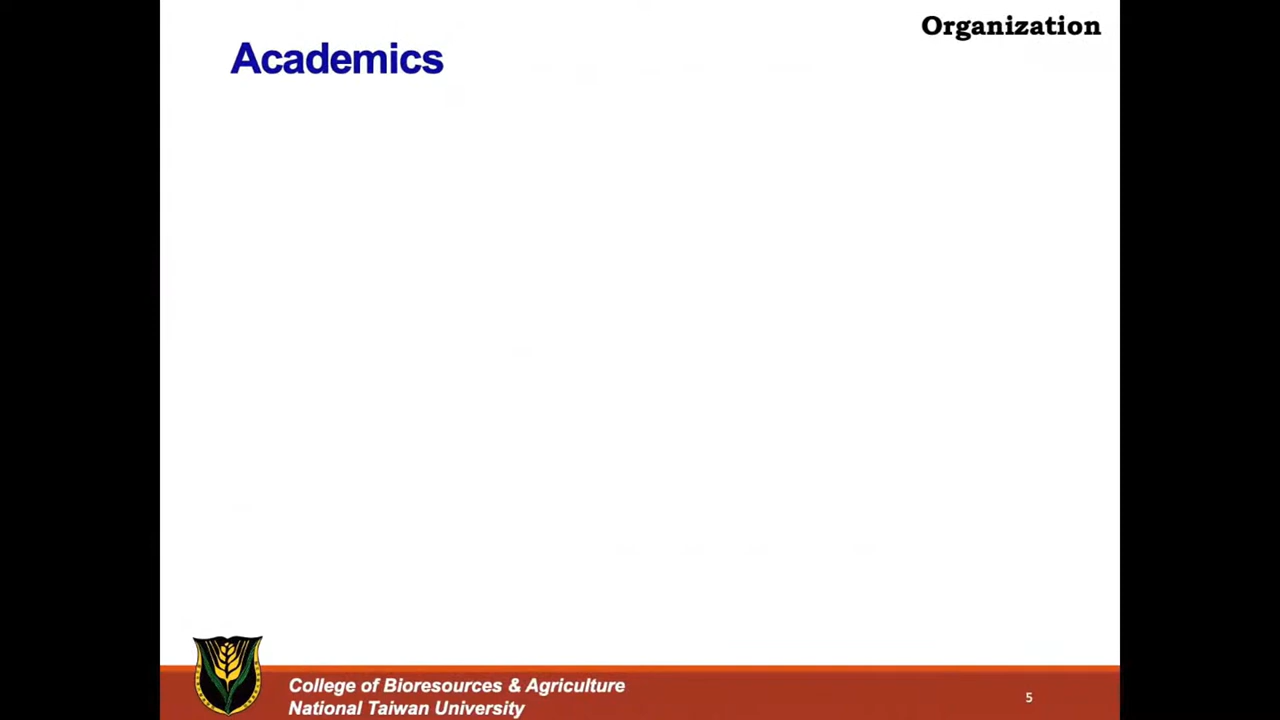 Organization
Academics
College of Bioresources & Agriculture
National Taiwan University
5